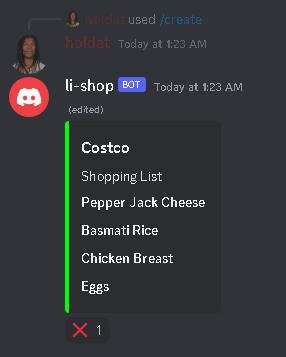 holdat used /create
holdat Today at 1:23 AM
li-shop BOT Today at 1:23 AM
(edited)
Costco
Shopping List
Pepper Jack Cheese
Basmati Rice
Chicken Breast
Eggs
1